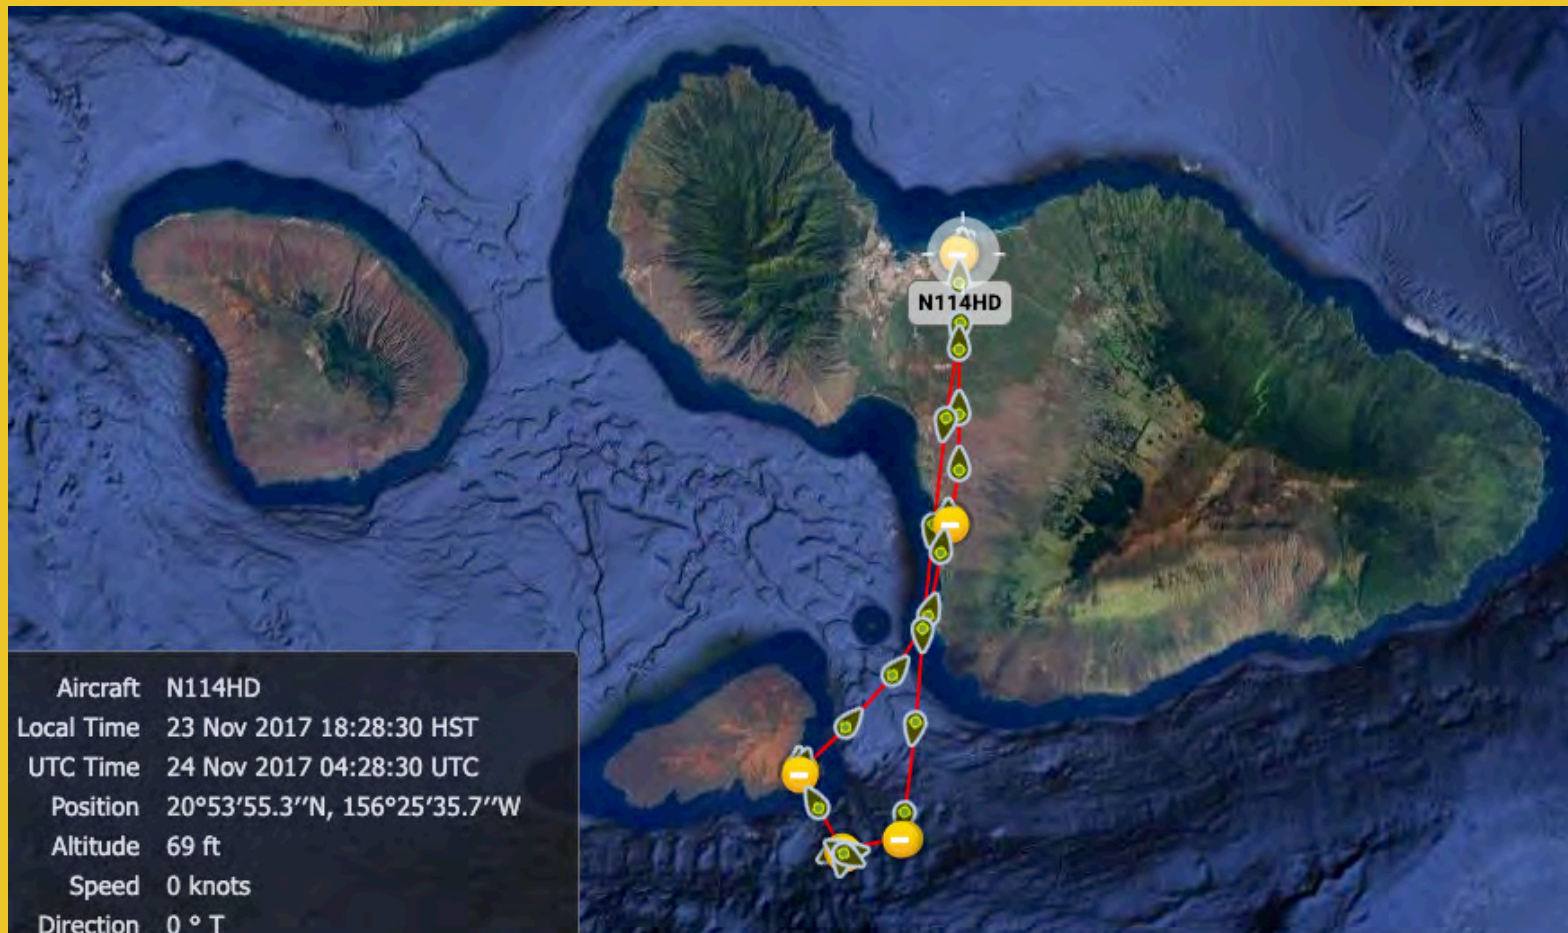 N114HD
Aircraft N114HD
Local Time 23 Nov 2017 18:28:30 HST
UTC Time 24 Nov 2017 04:28:30 UTC
Position 20°53′55.3′′N, 156°25′35.7′′W
Altitude 69 ft
Speed 0 knots
Direction 0 ° T